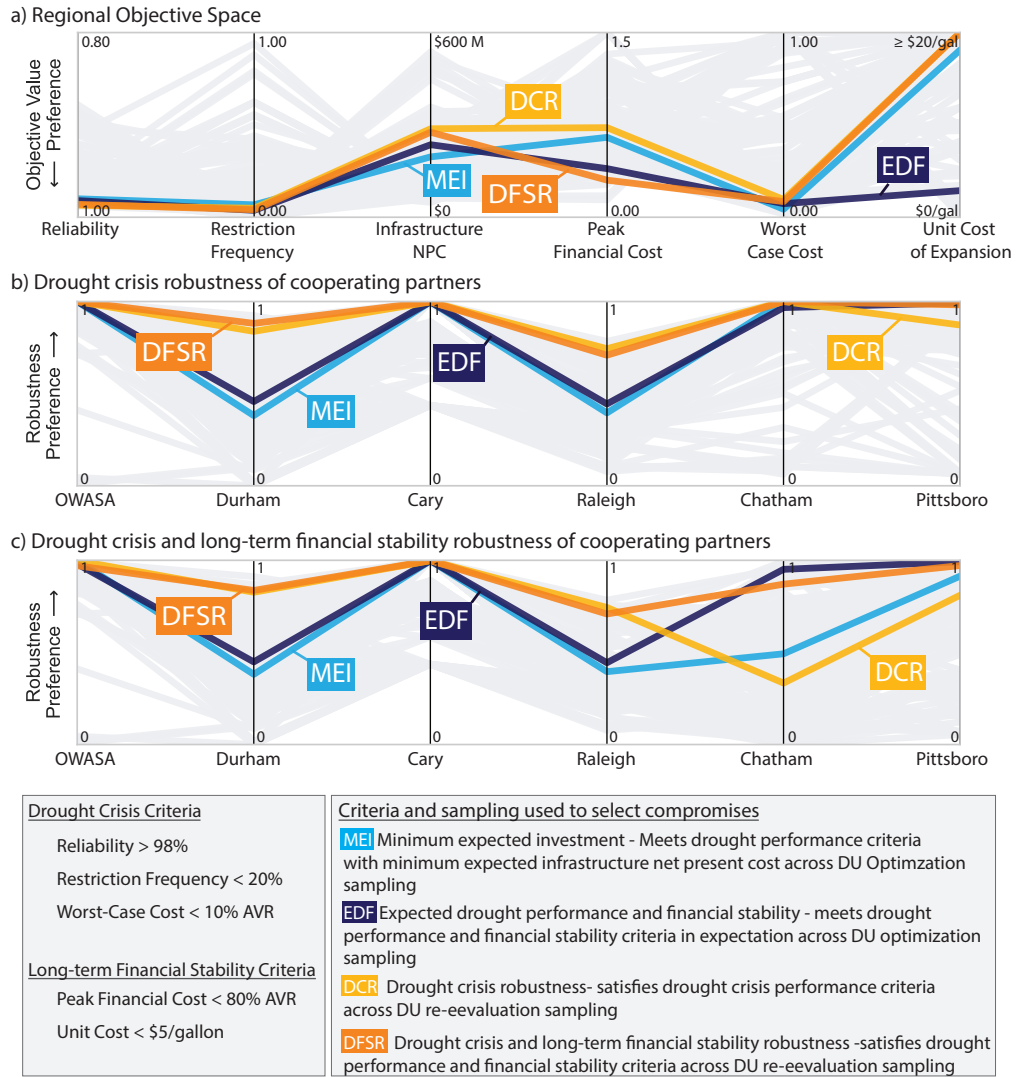 a) Regional Objective Space
Objective Value
Preference
0.80
1.00
$600 M
1.5
1.00
≥ $20/gal
DCR
MEI
DFSR
EDF
1.00
0.00
$0
0.00
0.00
$0/gal
Reliability
Restriction
Frequency
Infrastructure
NPC
Peak
Financial Cost
Worst
Case Cost
Unit Cost
of Expansion
b) Drought crisis robustness of cooperating partners
Robustness
Preference
1
1
1
1
1
1
DFSR
MEI
EDF
DCR
0
0
0
0
0
0
OWASA
Durham
Cary
Raleigh
Chatham
Pittsboro
c) Drought crisis and long-term financial stability robustness of cooperating partners
Robustness
Preference
1
1
1
1
1
1
DFSR
MEI
EDF
DCR
0
0
0
0
0
0
OWASA
Durham
Cary
Raleigh
Chatham
Pittsboro
Drought Crisis Criteria
Reliability > 98%
Restriction Frequency < 20%
Worst-Case Cost < 10% AVR
Long-term Financial Stability Criteria
Peak Financial Cost < 80% AVR
Unit Cost < $5/gallon
Criteria and sampling used to select compromises
MEI Minimum expected investment - Meets drought performance criteria
with minimum expected infrastructure net present cost across DU Optimzation
sampling
EDF Expected drought performance and financial stability - meets drought
performance and financial stability criteria in expectation across DU optimization
sampling
DCR Drought crisis robustness- satisfies drought crisis performance criteria
across DU re-eevaluation sampling
DFSR Drought crisis and long-term financial stability robustness -satisfies drought
performance and financial stability criteria across DU re-eevaluation sampling